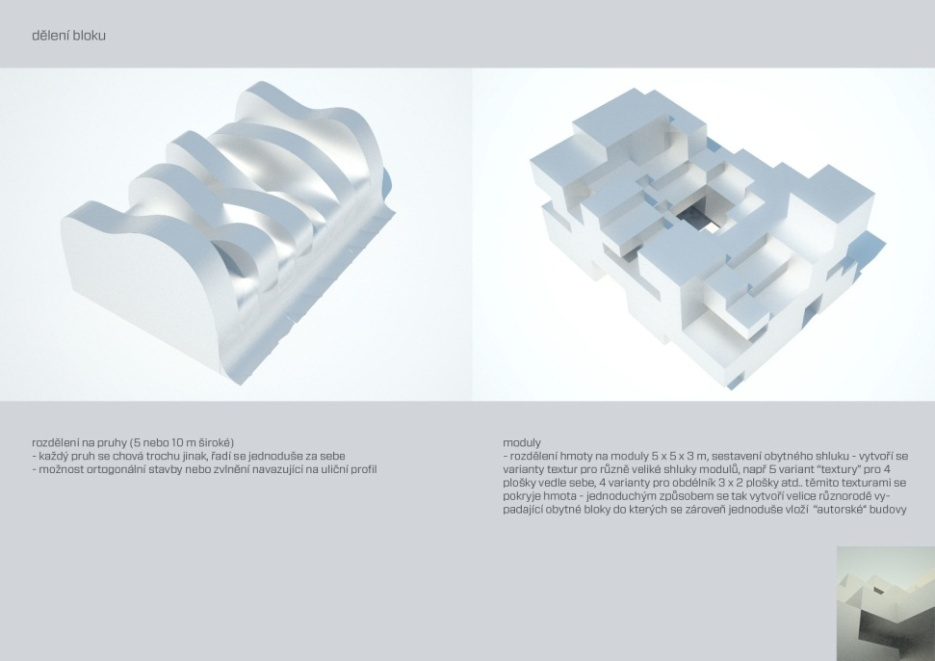 dělení bloku
rozdělení na pruhy (5 nebo 10 m široké)
- každý pruh se chová trochu jinak, řadí se jednoduše za sebe
- možnost ortogonální stavby nebo zvlnění navazující na uliční profil
moduly
- rozdělení hmoty na moduly 5 x 5 x 3 m, sestavení obytného shluku - vytvoří se
varianty textur pro různě veliké shluky modulů, např 5 variant "textury" pro 4
plošky vedle sebe, 4 varianty pro obdélník 3 x 2 plošky atd.. těmito texturami se
pokryje hmota - jednoduchým způsobem se tak vytvoří velice různorodě vy-
padající obytné bloky do kterých se zároveň jednoduše vloží "autorské" budovy